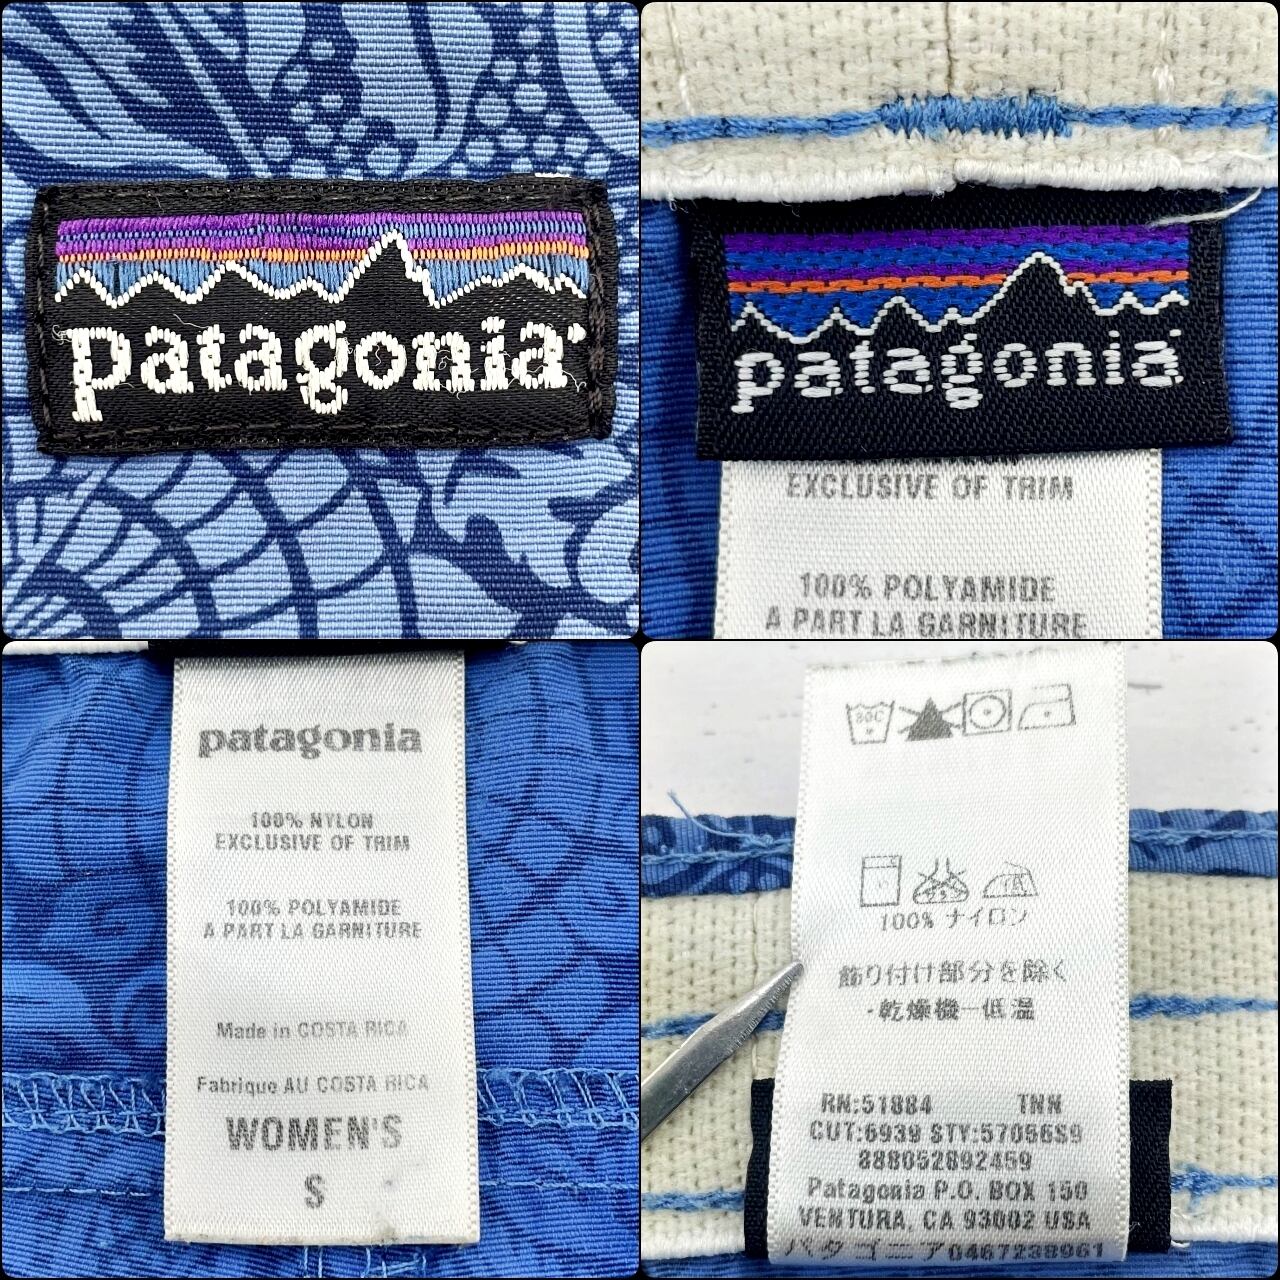 patagonia
patagonia
EXCLUSIVE OF TRIM
100% POLYAMIDE
A PART LA GARNITURE
patagonia
100% NYLON
EXCLUSIVE OF TRIM
100% POLYAMIDE
A PART LA GARNITURE
Made in COSTA RICA
Fabrique AU COSTA RICA
WOMEN'S
S
30C
100% ナイロン
飾り付け部分を除く
・乾燥機一低温
RN:51884 TNN
CUT:6939 STY:57056S9
888052892459
Patagonia P.O. BOX 150
VENTURA, CA 93002 USA
パタゴニア0467238961